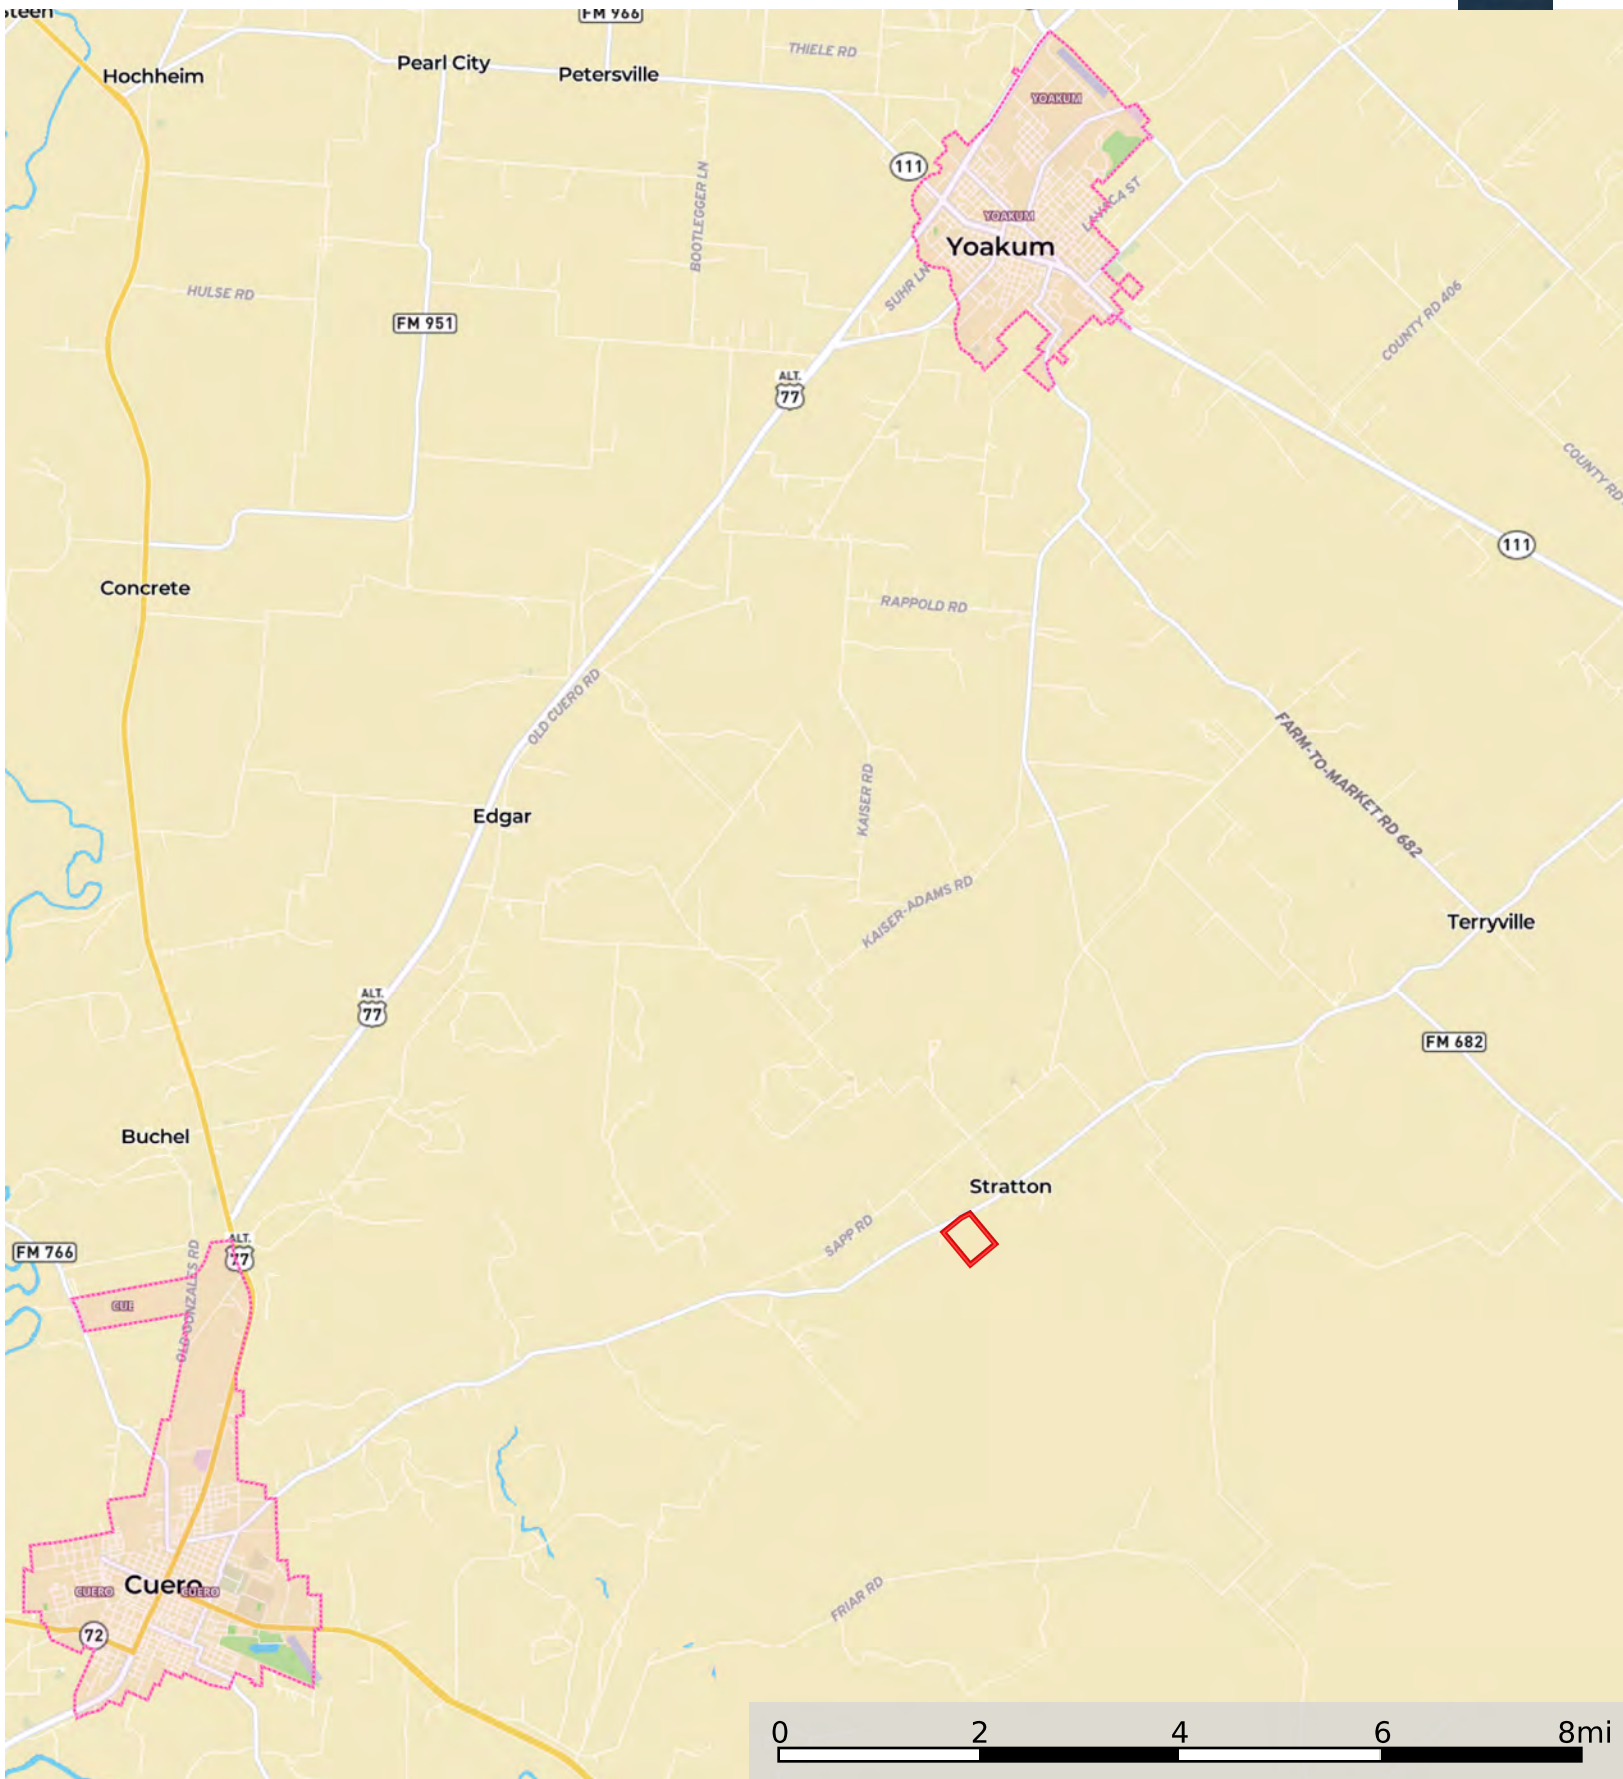 FM 966
THIELE RD
Hochheim
Pearl City
Petersville
YOAKUM
111
BOOTLEGGER LN
LAVACA ST
YOAKUM
Yoakum
SUHR LN
HULSE RD
FM 951
COUNTY RD 406
ALT.
77
COUNTY RD
111
Concrete
RAPPOLD RD
OLD CUERO RD
FARM-TO-MARKET RD 682
KAISER RD
Edgar
KAISER-ADAMS RD
Terryville
ALT.
77
FM 682
Buchel
Stratton
SAPP RD
FM 766
ALT.
77
OLD GONZALES RD
CUE
Cuero
CUERO
CUERO
FRIAR RD
72
0 2 4 6 8mi